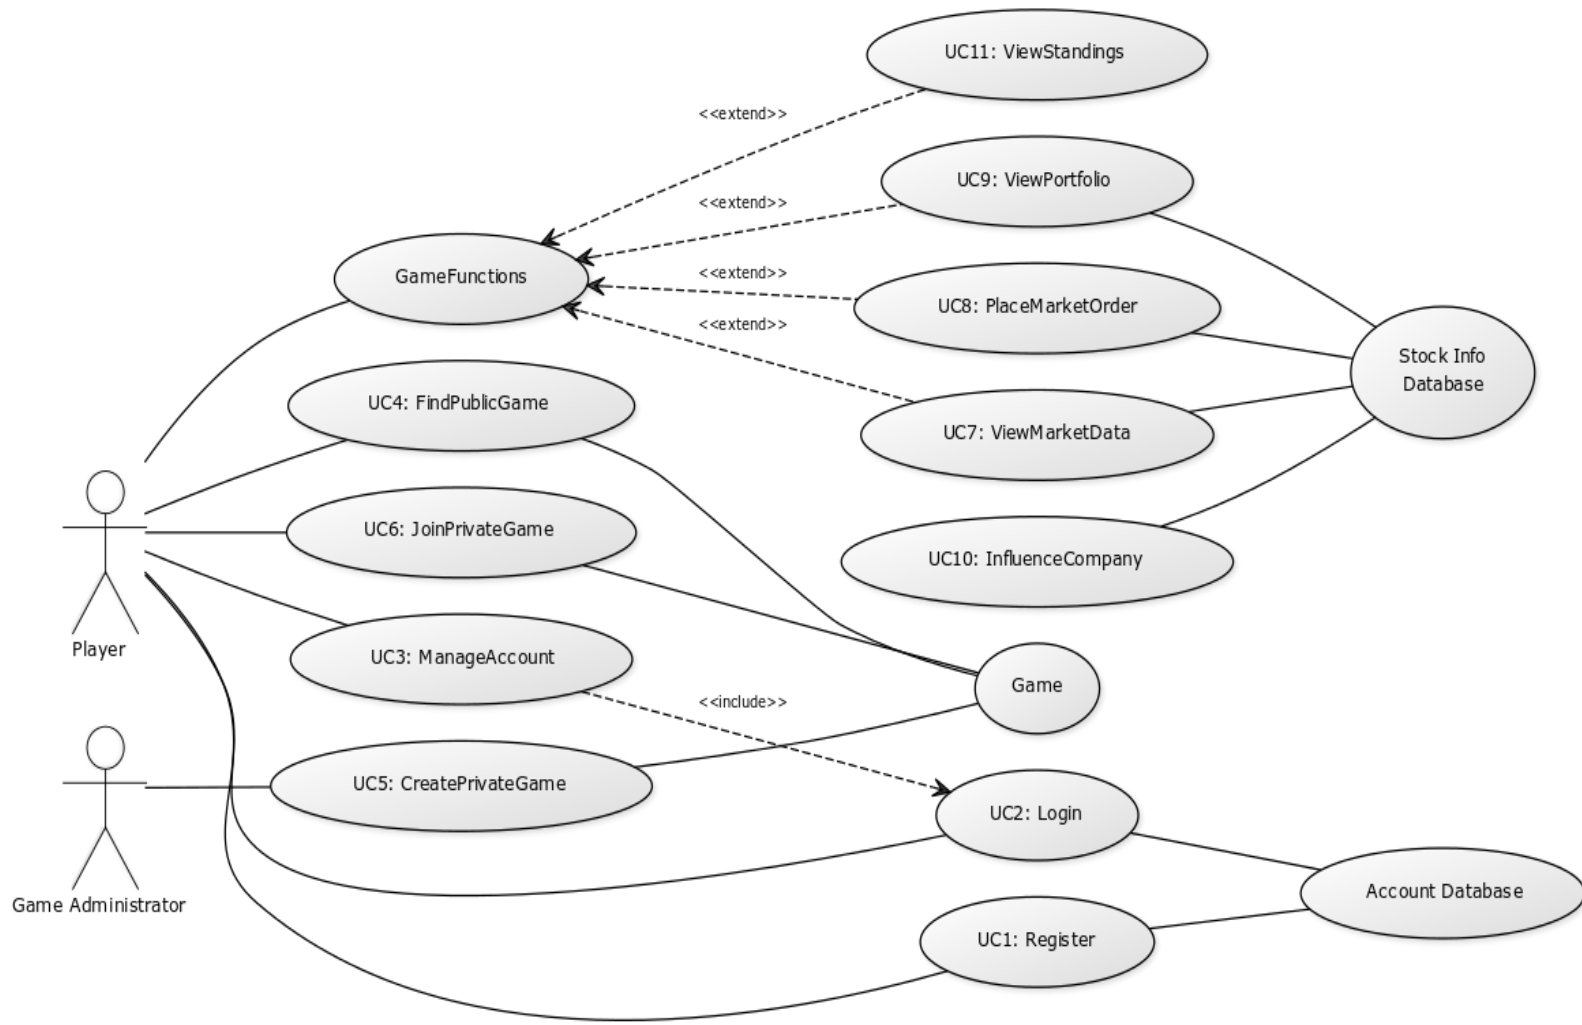 UC11: ViewStandings
<<extend>>
UC9: ViewPortfolio
<<extend>>
GameFunctions
<<extend>>
UC8: PlaceMarketOrder
<<extend>>
Stock Info
Database
UC4: FindPublicGame
UC7: ViewMarketData
UC6: JoinPrivateGame
UC10: InfluenceCompany
Player
UC3: ManageAccount
<<include>>
Game
UC5: CreatePrivateGame
UC2: Login
Game Administrator
Account Database
UC1: Register